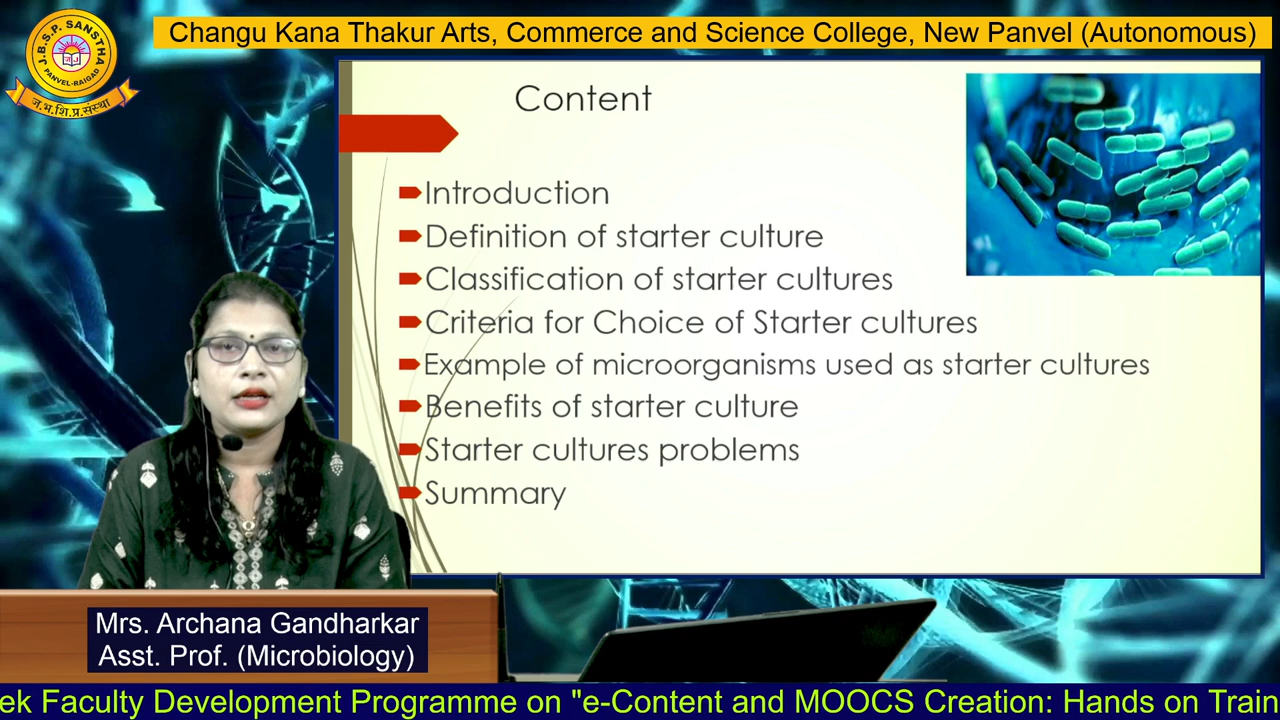 J.B.S.P. SANSTHA
PANVEL-RAIGAD
ज.भ.शि.प्र.संस्था
Changu Kana Thakur Arts, Commerce and Science College, New Panvel (Autonomous)
Content
Introduction
Definition of starter culture
Classification of starter cultures
Criteria for Choice of Starter cultures
Example of microorganisms used as starter cultures
Benefits of starter culture
Starter cultures problems
Summary
Mrs. Archana Gandharkar
Asst. Prof. (Microbiology)
ek Faculty Development Programme on "e-Content and MOOCS Creation: Hands on Train